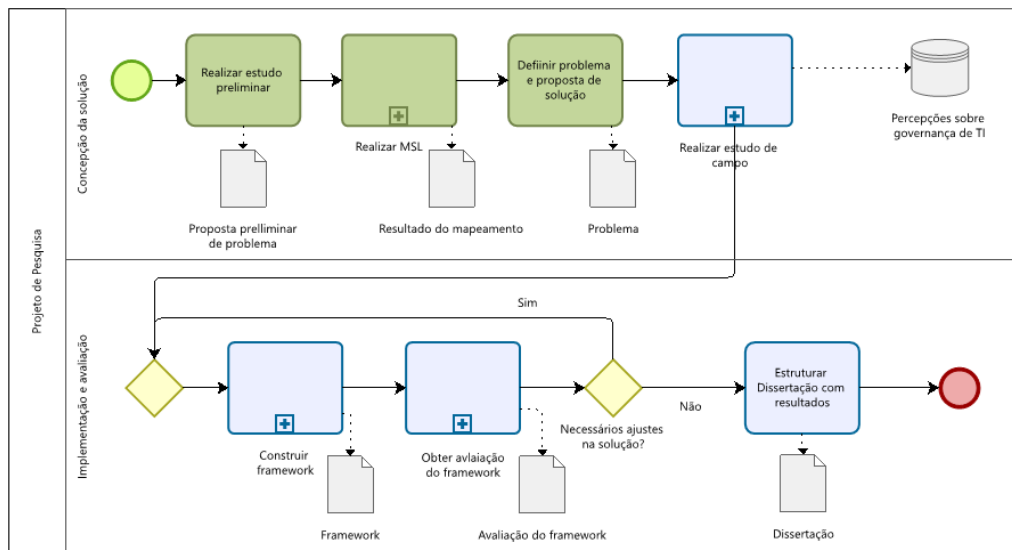 Projeto de Pesquisa
Concepção da solução
Realizar estudo
preliminar
Realizar MSL
Defiinir problema
e proposta de
solução
Realizar estudo de
campo
Percepções sobre
governança de TI
Proposta prelliminar
de problema
Resultado do mapeamento
Problema
Implementação e avaliação
Sim
Construir
framework
Obter avlaiação
do framework
Necessários ajustes
na solução?
Não
Estruturar
Dissertação com
resultados
Framework
Avaliação do framework
Dissertação